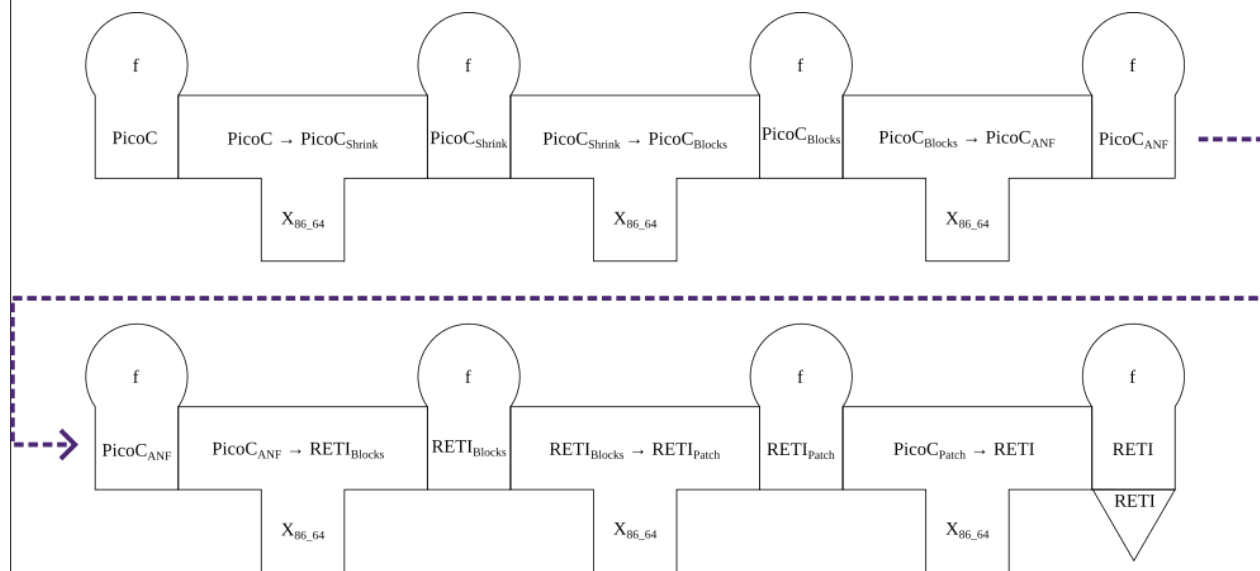 f f f f
PicoC PicoC → PicoC_Shrink PicoC_Shrink PicoC_Shrink → PicoC_Blocks PicoC_Blocks PicoC_Blocks → PicoC_ANF PicoC_ANF
X_86_64 X_86_64 X_86_64
f f f f
PicoC_ANF PicoC_ANF → RETI_Blocks RETI_Blocks RETI_Blocks → RETI_Patch RETI_Patch PicoC_Patch → RETI RETI
RETI
X_86_64 X_86_64 X_86_64